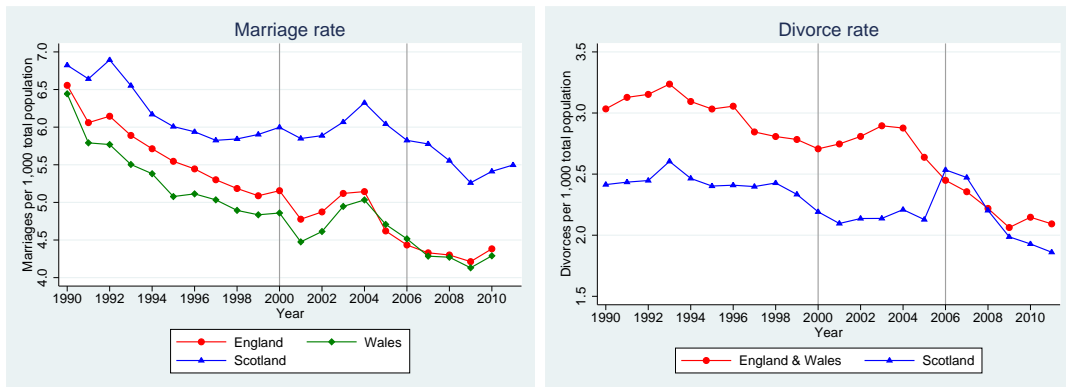 Marriage rate
Marriages per 1,000 total population
7.0
6.5
6.0
5.5
5.0
4.5
4.0
1990 1992 1994 1996 1998 2000 2002 2004 2006 2008 2010
Year
England
Wales
Scotland
Divorce rate
Divorces per 1,000 total population
3.5
3.0
2.5
2.0
1.5
1990 1992 1994 1996 1998 2000 2002 2004 2006 2008 2010
Year
England & Wales
Scotland